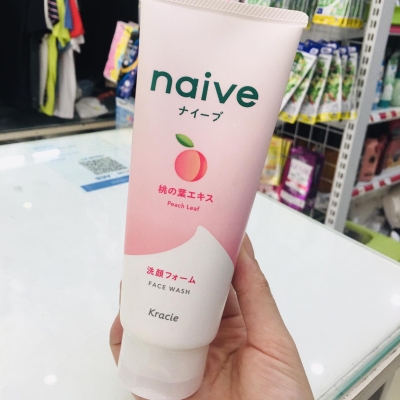 naive
ナイーブ
桃の葉エキス
Peach Leaf
洗顔フォーム
FACE WASH
Kracie